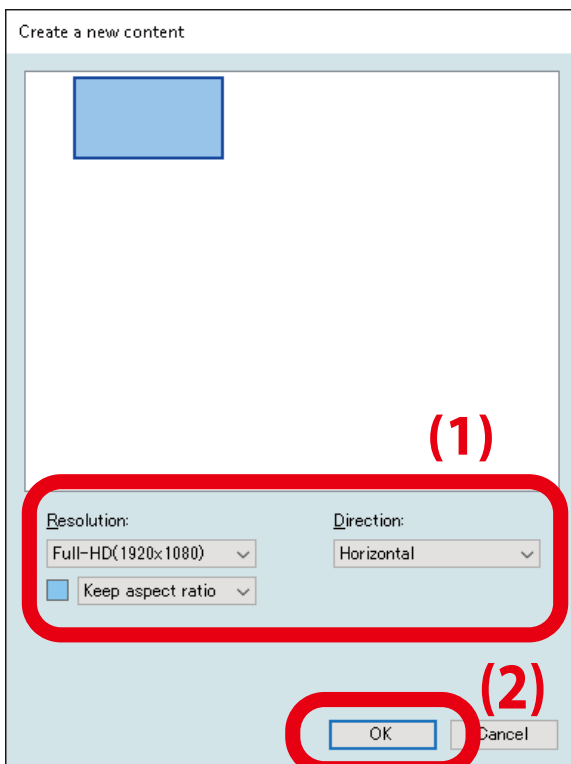 Create a new content
(1)
Resolution: Direction:
Full-HD(1920x1080) Horizontal
Keep aspect ratio
(2)
OK Cancel